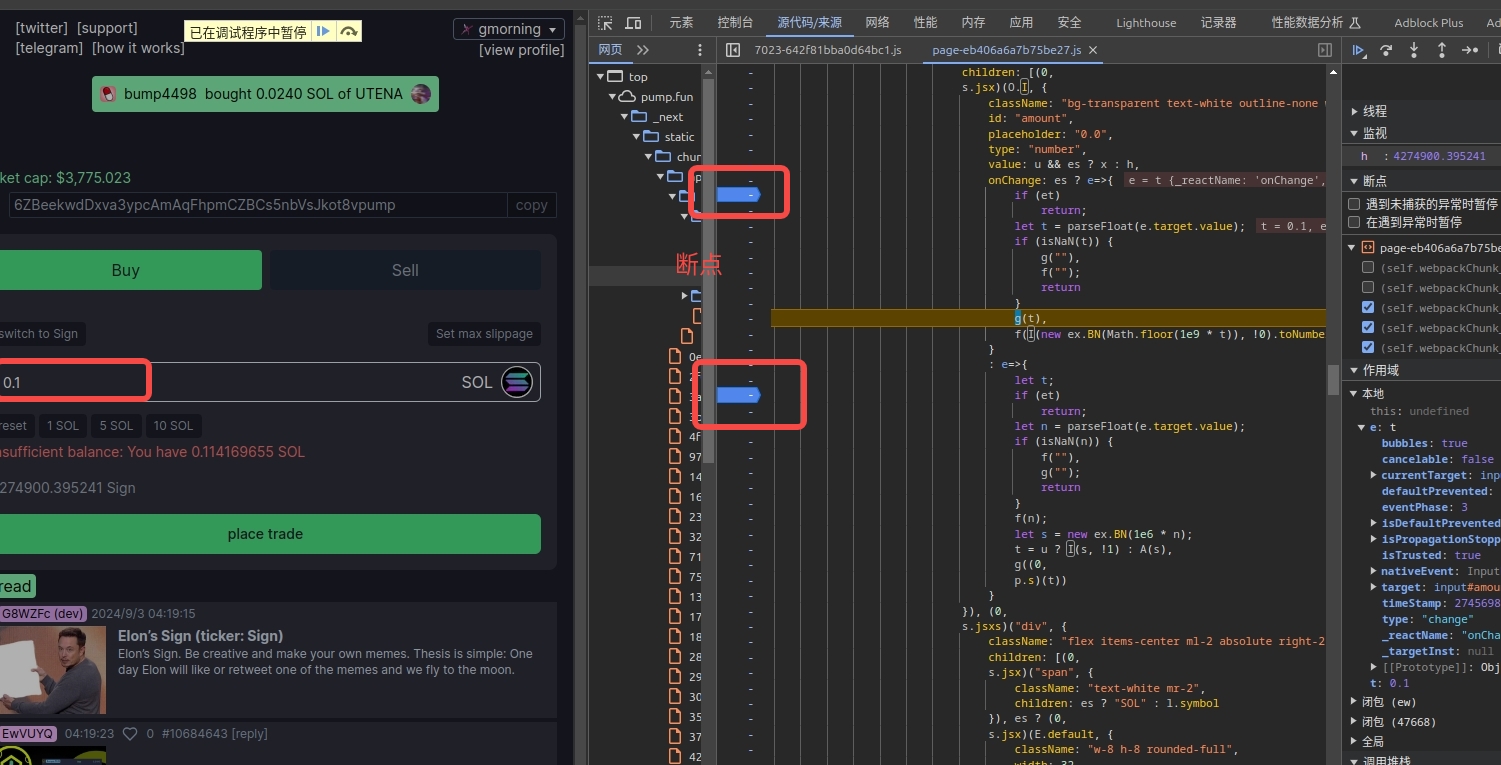 [twitter] [support]
[telegram] [how it works]
已在调试程序中暂停
gmorning
[view profile]
bump4498 bought 0.0240 SOL of UTENA
ket cap: $3,775.023
6ZBeekwdDxva3ypcAmAqFhpmCZBCs5nbVsJkot8vpump
copy
Buy
Sell
switch to Sign
Set max slippage
0.1
SOL
reset
1 SOL
5 SOL
10 SOL
nsufficient balance: You have 0.114169655 SOL
274900.395241 Sign
place trade
read
G8WZFc (dev) 2024/9/3 04:19:15
Elon's Sign (ticker: Sign)
Elon's Sign. Be creative and make your own memes. Thesis is simple: One
day Elon will like or retweet one of the memes and we fly to the moon.
EwVUYQ 04:19:23 0 #10684643 [reply]
元素 控制台 源代码/来源 网络 性能 内存 应用 安全 Lighthouse 记录器 性能数据分析 Adblock Plus Ad
网页
7023-642f81bba0d64bc1.js
page-eb406a6a7b75be27.js
top
pump.fun
_next
static
chun
断点
0e
4f
97
14
16
23
32
71
75
13
17
18
28
29
30
35
37
42
children: [(0,
s.jsx)(O.I, {
className: "bg-transparent text-white outline-none
id: "amount",
placeholder: "0.0",
type: "number",
value: u && es ? x : h,
onChange: es ? e=>{ e = t {_reactName: 'onChange',
if (et)
return;
let t = parseFloat(e.target.value); t = 0.1, e
if (isNaN(t)) {
g(""),
f("");
return
}
g(t),
f(I(new ex.BN(Math.floor(1e9 * t)), !0).toNumbe
}
: e=>{
let t;
if (et)
return;
let n = parseFloat(e.target.value);
if (isNaN(n)) {
f(""),
g("");
return
}
f(n);
let s = new ex.BN(1e6 * n);
t = u ? I(s, !1) : A(s),
g((0,
p.s)(t))
}
}), (0,
s.jsxs)("div", {
className: "flex items-center ml-2 absolute right-2
children: [(0,
s.jsx)("span", {
className: "text-white mr-2",
children: es ? "SOL" : l.symbol
}), es ? (0,
s.jsx)(E.default, {
className: "w-8 h-8 rounded-full",
width: 32
线程
监视
h : 4274900.395241
断点
遇到未捕获的异常时暂停
在遇到异常时暂停
page-eb406a6a7b75be
(self.webpackChunk_
(self.webpackChunk_
(self.webpackChunk_
(self.webpackChunk_
(self.webpackChunk_
作用域
本地
this: undefined
e: t
bubbles: true
cancelable: false
currentTarget: inp
defaultPrevented:
eventPhase: 3
isDefaultPrevented
isPropagationStopp
isTrusted: true
nativeEvent: Input
target: input#amou
timeStamp: 2745698
type: "change"
_reactName: "onCha
_targetInst: null
[[Prototype]]: Obj
t: 0.1
闭包 (ew)
闭包 (47668)
全局
调用堆栈